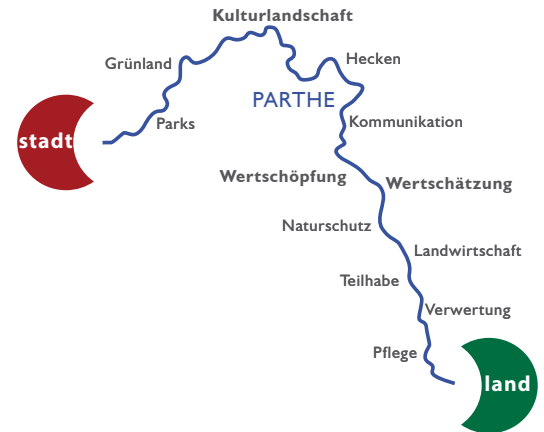 Kulturlandschaft
Grünland
Hecken
PARTHE
Parks
Kommunikation
stadt
Wertschöpfung
Wertschätzung
Naturschutz
Landwirtschaft
Teilhabe
Verwertung
Pflege
land